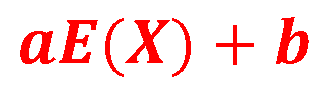 aE(X) + b